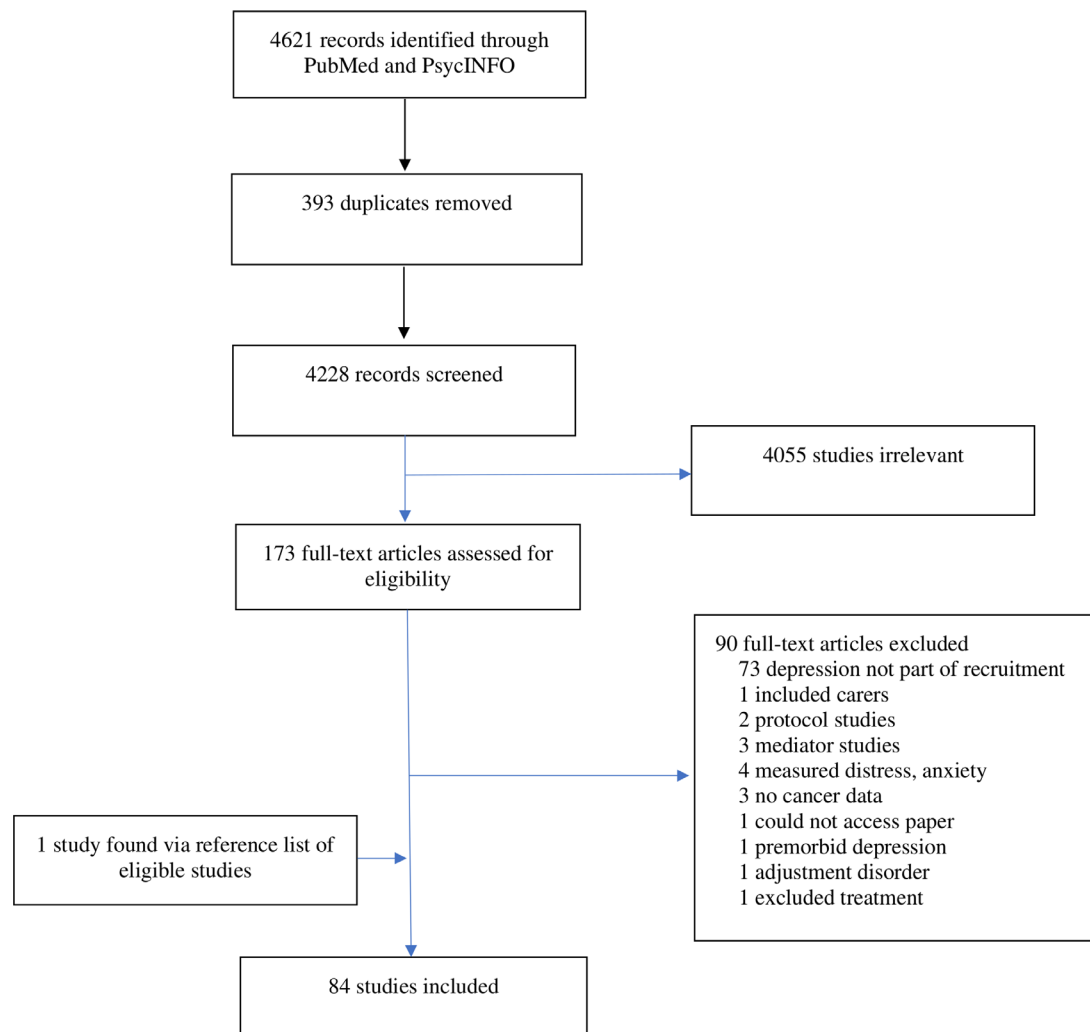 4621 records identified through
PubMed and PsycINFO
393 duplicates removed
4228 records screened
4055 studies irrelevant
173 full-text articles assessed for
eligibility
90 full-text articles excluded
73 depression not part of recruitment
1 included carers
2 protocol studies
3 mediator studies
4 measured distress, anxiety
3 no cancer data
1 could not access paper
1 premorbid depression
1 adjustment disorder
1 excluded treatment
1 study found via reference list of
eligible studies
84 studies included